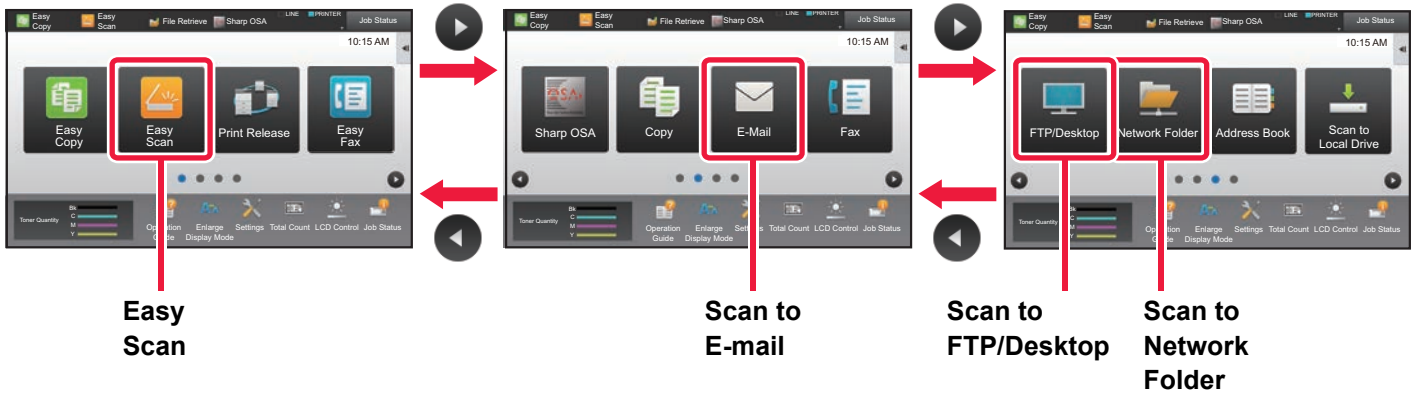 Easy
Copy
Easy
Scan
File Retrieve
Sharp OSA
LINE
PRINTER
Job Status
10:15 AM
Easy
Copy
Easy
Scan
Print Release
Easy
Fax
Toner Quantity
Bk
C
M
Y
Operation
Guide
Enlarge
Display Mode
Settings
Total Count
LCD Control
Job Status
Easy
Scan
Easy
Copy
Easy
Scan
File Retrieve
Sharp OSA
LINE
PRINTER
Job Status
10:15 AM
Sharp OSA
Copy
E-Mail
Fax
Toner Quantity
Bk
C
M
Y
Operation
Guide
Enlarge
Display Mode
Settings
Total Count
LCD Control
Job Status
Scan to
E-mail
Easy
Copy
Easy
Scan
File Retrieve
Sharp OSA
LINE
PRINTER
Job Status
10:15 AM
FTP/Desktop
Network Folder
Address Book
Scan to
Local Drive
Toner Quantity
Bk
C
M
Y
Operation
Guide
Enlarge
Display Mode
Settings
Total Count
LCD Control
Job Status
Scan to
FTP/Desktop
Scan to
Network
Folder